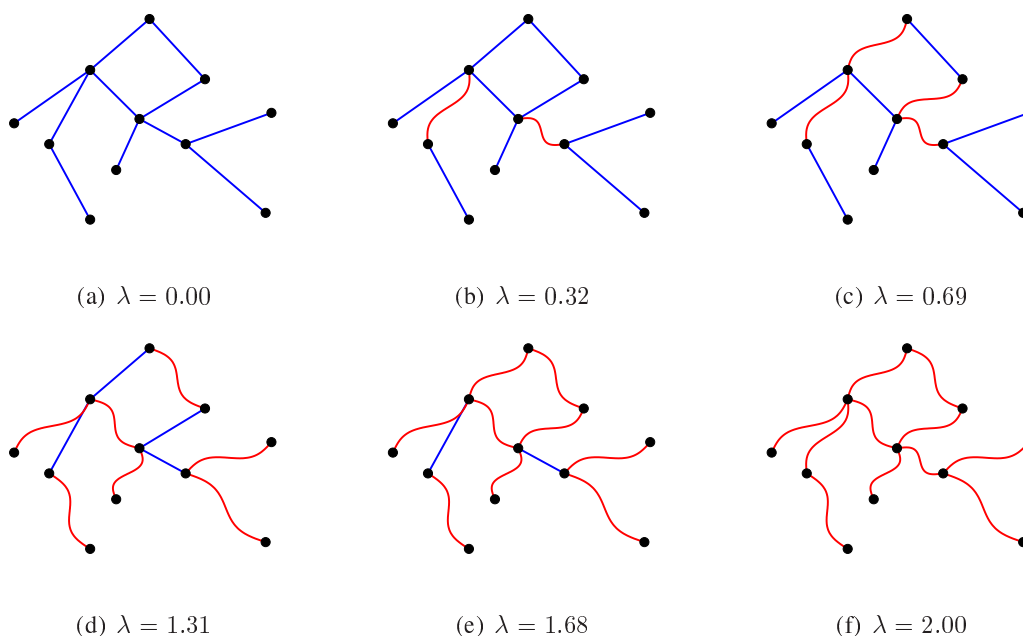 (a) λ = 0.00
(b) λ = 0.32
(c) λ = 0.69
(d) λ = 1.31
(e) λ = 1.68
(f) λ = 2.00